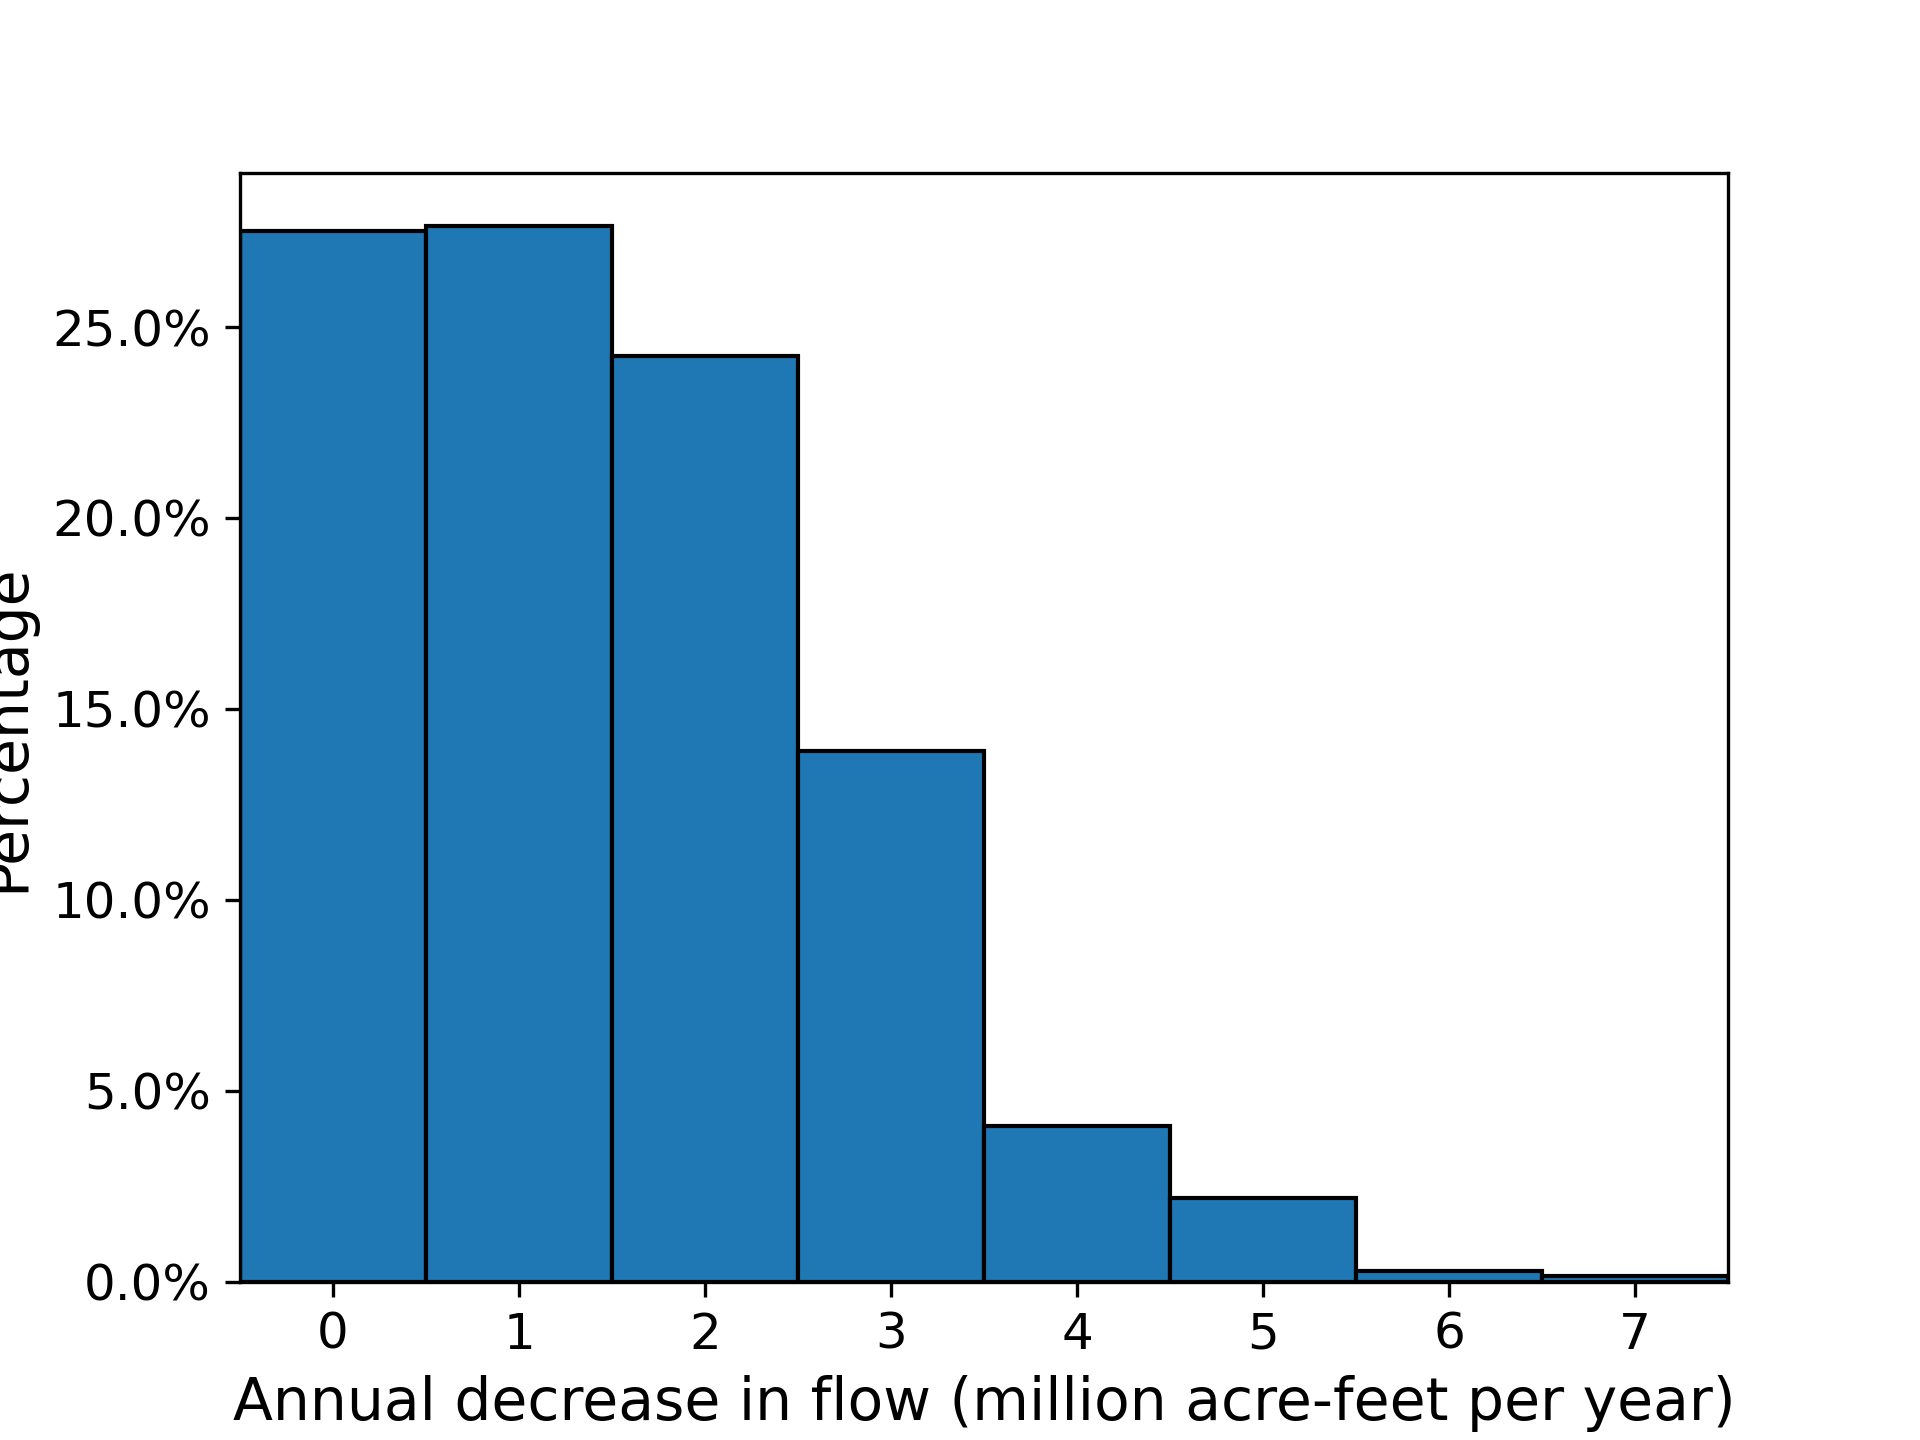 Percentage
25.0%
20.0%
15.0%
10.0%
5.0%
0.0%
0 1 2 3 4 5 6 7
Annual decrease in flow (million acre-feet per year)